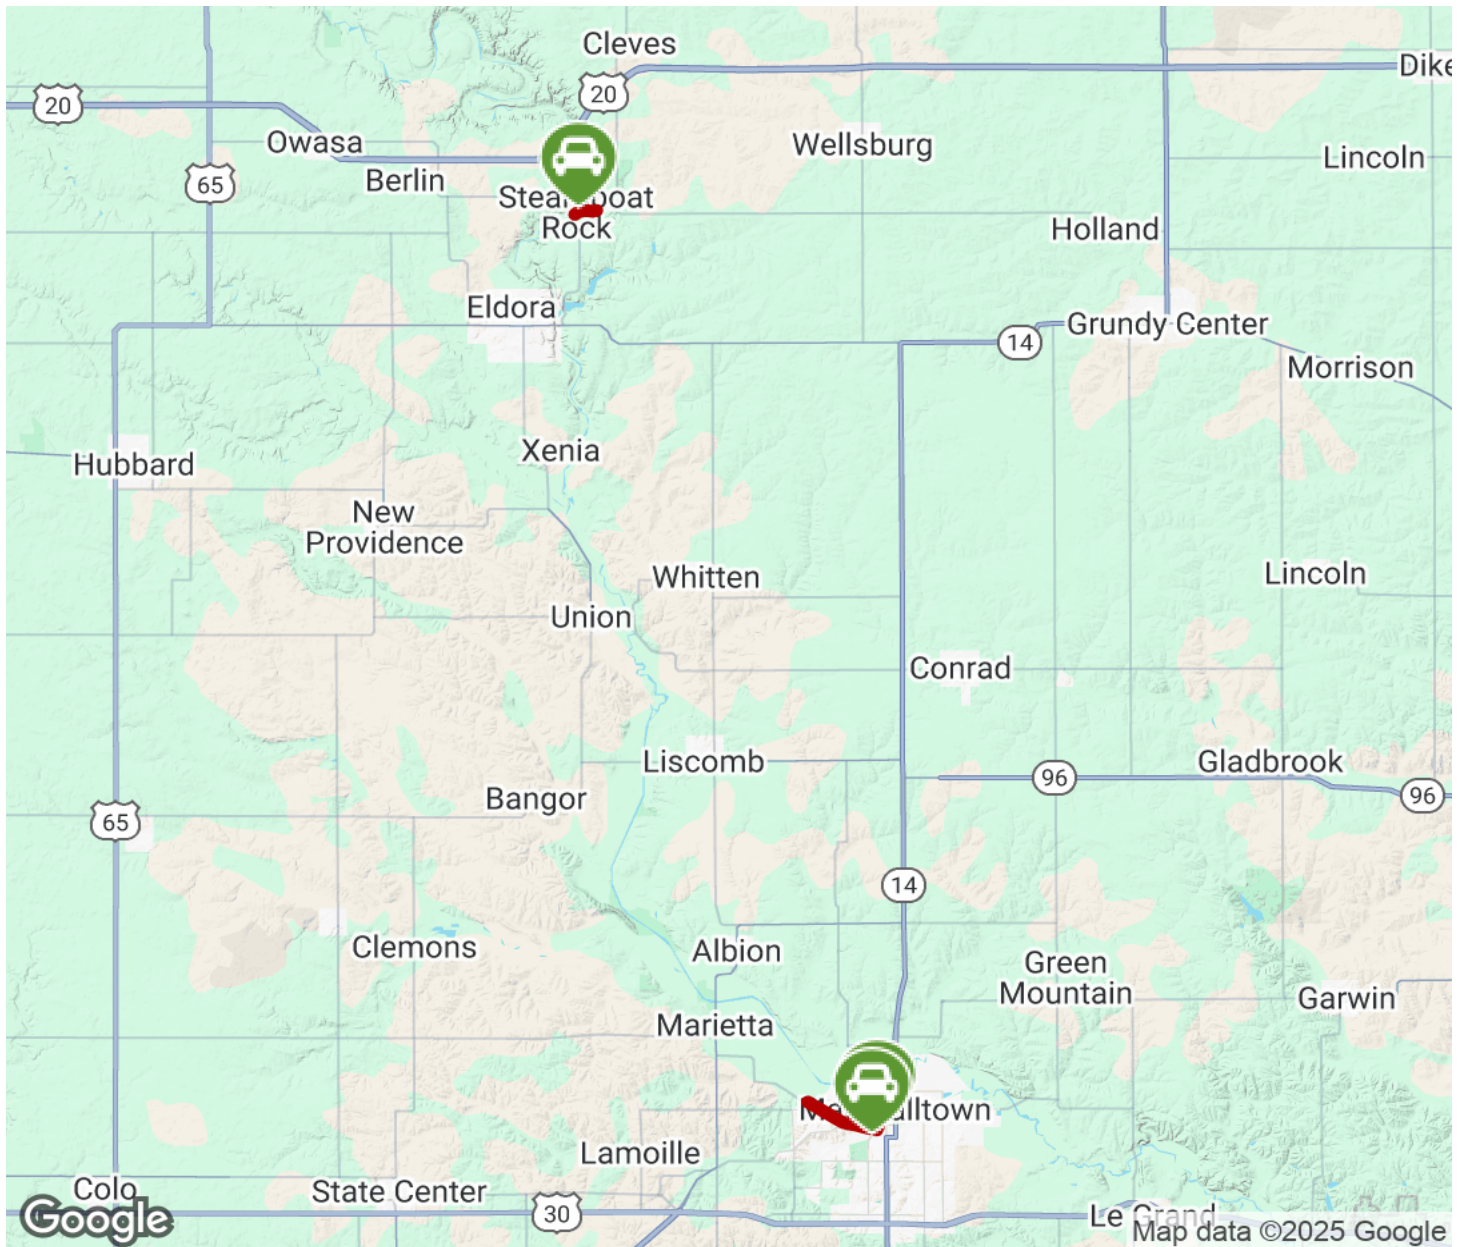 Cleves
Dike
20
20
Owasa
Wellsburg
Lincoln
65
Berlin
Steamboat
Rock
Holland
Eldora
Grundy Center
14
Morrison
Xenia
Hubbard
New
Providence
Whitten
Lincoln
Union
Conrad
Liscomb
Gladbrook
96
96
Bangor
65
14
Clemons
Albion
Green
Mountain
Garwin
Marietta
Marshalltown
Lamoille
Colo
State Center
30
Le Grand
Google
Map data ©2025 Google